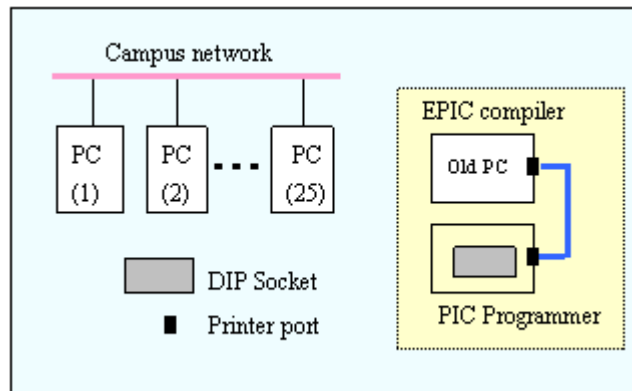 Campus network
PC
(1)
PC
(2)
PC
(25)
EPIC compiler
Old PC
DIP Socket
Printer port
PIC Programmer